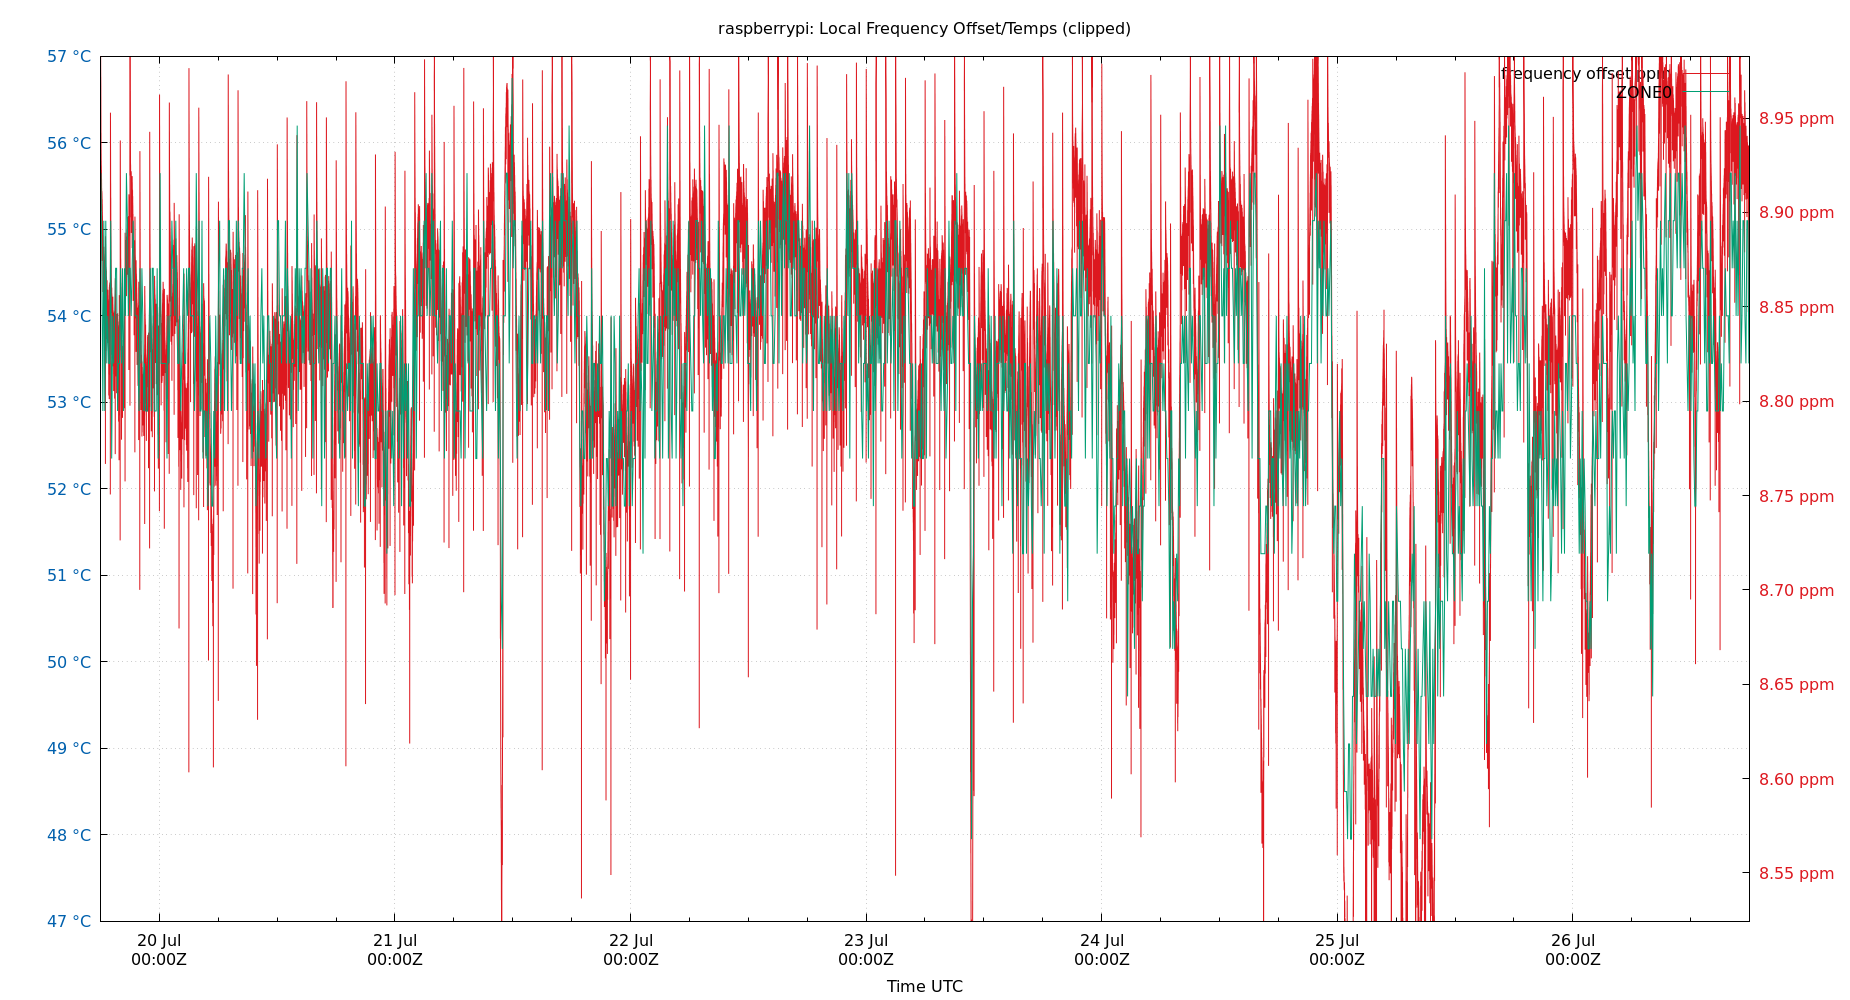 raspberrypi: Local Frequency Offset/Temps (clipped)
57 °C
56 °C
55 °C
54 °C
53 °C
52 °C
51 °C
50 °C
49 °C
48 °C
47 °C
frequency offset ppm
ZONE0
8.95 ppm
8.90 ppm
8.85 ppm
8.80 ppm
8.75 ppm
8.70 ppm
8.65 ppm
8.60 ppm
8.55 ppm
20 Jul 21 Jul 22 Jul 23 Jul 24 Jul 25 Jul 26 Jul
00:00Z 00:00Z 00:00Z 00:00Z 00:00Z 00:00Z 00:00Z
Time UTC